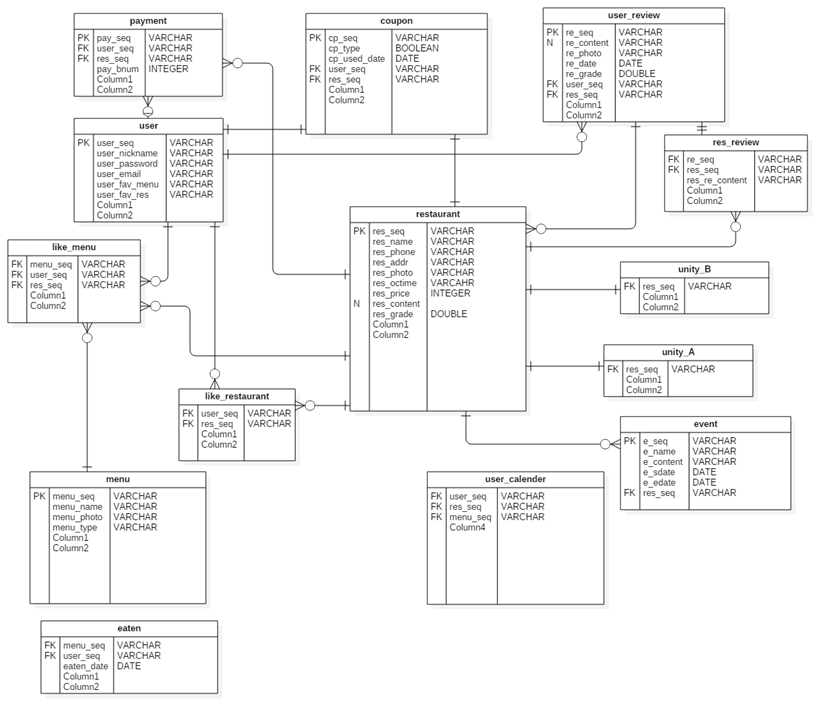 payment
PK pay_seq VARCHAR
FK user_seq VARCHAR
FK res_seq VARCHAR
pay_bnum INTEGER
Column1
Column2
coupon
PK cp_seq VARCHAR
cp_type BOOLEAN
cp_used_date DATE
FK user_seq VARCHAR
FK res_seq VARCHAR
Column1
Column2
user_review
PK re_seq VARCHAR
N re_content VARCHAR
re_photo VARCHAR
re_date DATE
re_grade DOUBLE
FK user_seq VARCHAR
FK res_seq VARCHAR
Column1
Column2
user
PK user_seq VARCHAR
user_nickname VARCHAR
user_password VARCHAR
user_email VARCHAR
user_fav_menu VARCHAR
user_fav_res VARCHAR
Column1
Column2
res_review
FK re_seq VARCHAR
FK res_seq VARCHAR
res_re_content VARCHAR
Column1
Column2
restaurant
PK res_seq VARCHAR
res_name VARCHAR
res_phone VARCHAR
res_addr VARCHAR
res_photo VARCHAR
res_octime VARCAHR
res_price INTEGER
N res_content
res_grade DOUBLE
Column1
Column2
like_menu
FK menu_seq VARCHAR
FK user_seq VARCHAR
FK res_seq VARCHAR
Column1
Column2
unity_B
FK res_seq VARCHAR
Column1
Column2
unity_A
FK res_seq VARCHAR
Column1
Column2
like_restaurant
FK user_seq VARCHAR
FK res_seq VARCHAR
Column1
Column2
event
PK e_seq VARCHAR
e_name VARCHAR
e_content VARCHAR
e_sdate DATE
e_edate DATE
FK res_seq VARCHAR
menu
PK menu_seq VARCHAR
menu_name VARCHAR
menu_photo VARCHAR
menu_type VARCHAR
Column1
Column2
user_calender
FK user_seq VARCHAR
FK res_seq VARCHAR
FK menu_seq VARCHAR
Column4
eaten
FK menu_seq VARCHAR
FK user_seq VARCHAR
eaten_date DATE
Column1
Column2